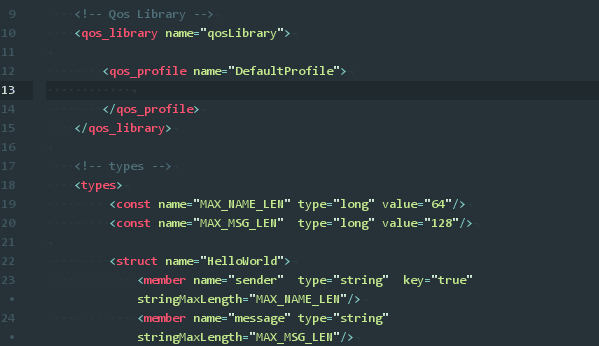 9 <!-- Qos Library -->
10 <qos_library name="qosLibrary">
11
12 <qos_profile name="DefaultProfile">
13
14 </qos_profile>
15 </qos_library>
16
17 <!-- types -->
18 <types>
19 <const name="MAX_NAME_LEN" type="long" value="64"/>
20 <const name="MAX_MSG_LEN"  type="long" value="128"/>
21
22 <struct name="HelloWorld">
23 <member name="sender"  type="string"  key="true"
• stringMaxLength="MAX_NAME_LEN"/>
24 <member name="message" type="string"
• stringMaxLength="MAX_MSG_LEN"/>